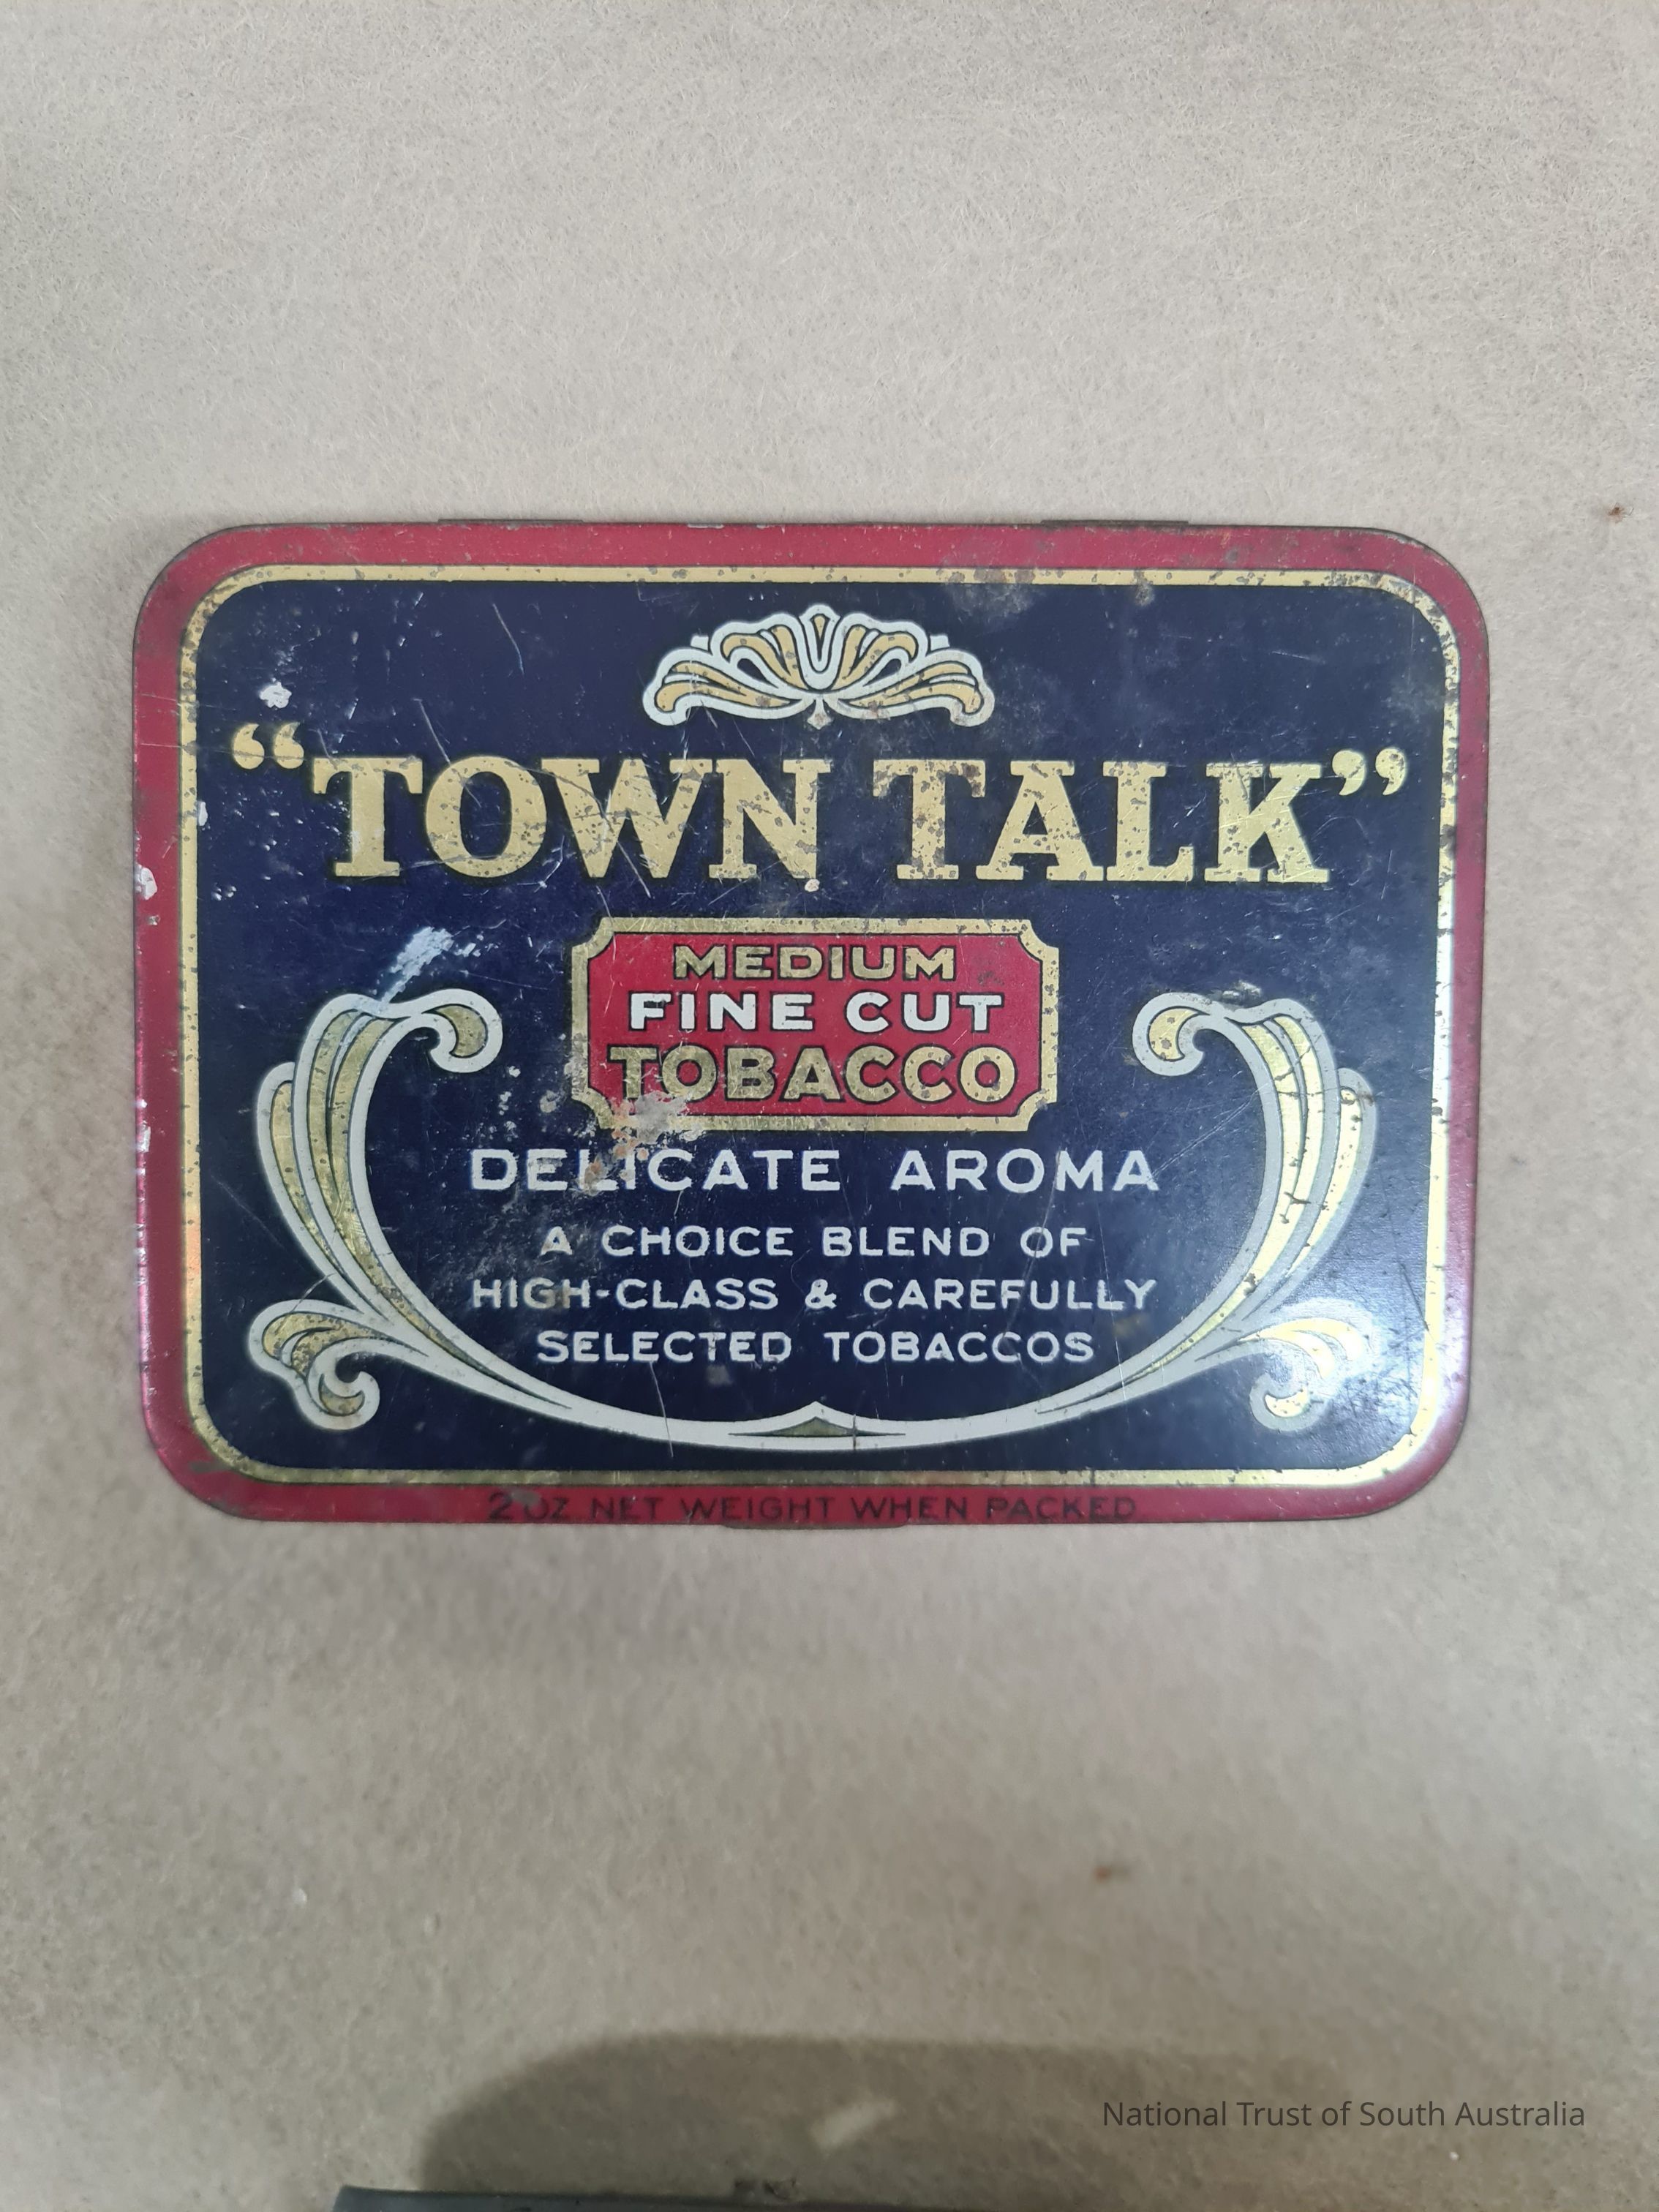 “TOWN TALK”
MEDIUM
FINE CUT
TOBACCO
DELICATE AROMA
A CHOICE BLEND OF
HIGH-CLASS & CAREFULLY
SELECTED TOBACCOS
2 OZ NET WEIGHT WHEN PACKED
National Trust of South Australia